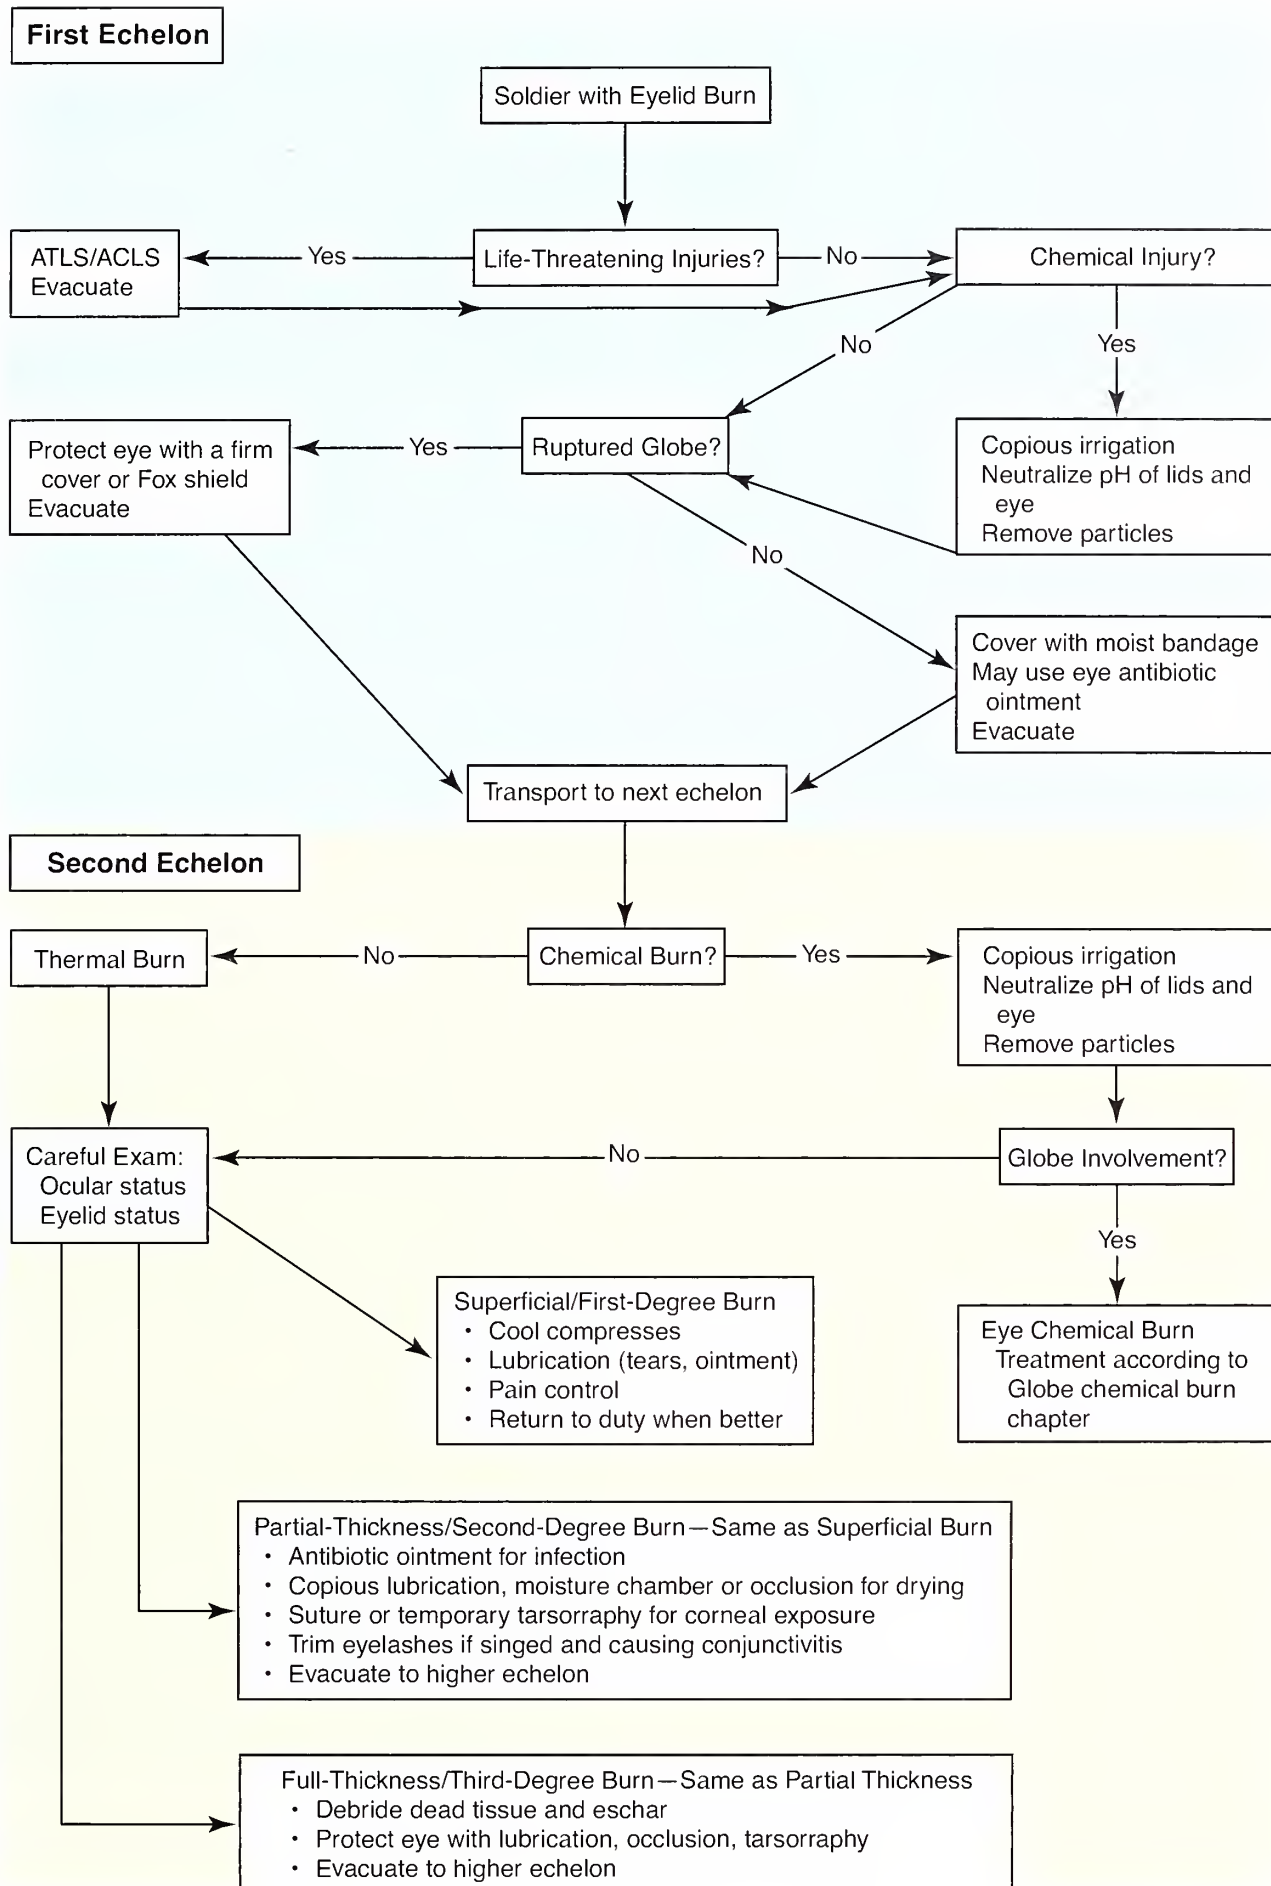 First Echelon
Soldier with Eyelid Burn
ATLS/ACLS
Evacuate
Yes
Life-Threatening Injuries?
No
Chemical Injury?
No
Yes
Protect eye with a firm
cover or Fox shield
Evacuate
Yes
Ruptured Globe?
Copious irrigation
Neutralize pH of lids and
eye
Remove particles
No
Cover with moist bandage
May use eye antibiotic
ointment
Evacuate
Transport to next echelon
Second Echelon
Thermal Burn
No
Chemical Burn?
Yes
Copious irrigation
Neutralize pH of lids and
eye
Remove particles
Careful Exam:
Ocular status
Eyelid status
No
Globe Involvement?
Yes
Superficial/First-Degree Burn
• Cool compresses
• Lubrication (tears, ointment)
• Pain control
• Return to duty when better
Eye Chemical Burn
Treatment according to
Globe chemical burn
chapter
Partial-Thickness/Second-Degree Burn—Same as Superficial Burn
• Antibiotic ointment for infection
• Copious lubrication, moisture chamber or occlusion for drying
• Suture or temporary tarsorraphy for corneal exposure
• Trim eyelashes if singed and causing conjunctivitis
• Evacuate to higher echelon
Full-Thickness/Third-Degree Burn—Same as Partial Thickness
• Debride dead tissue and eschar
• Protect eye with lubrication, occlusion, tarsorraphy
• Evacuate to higher echelon